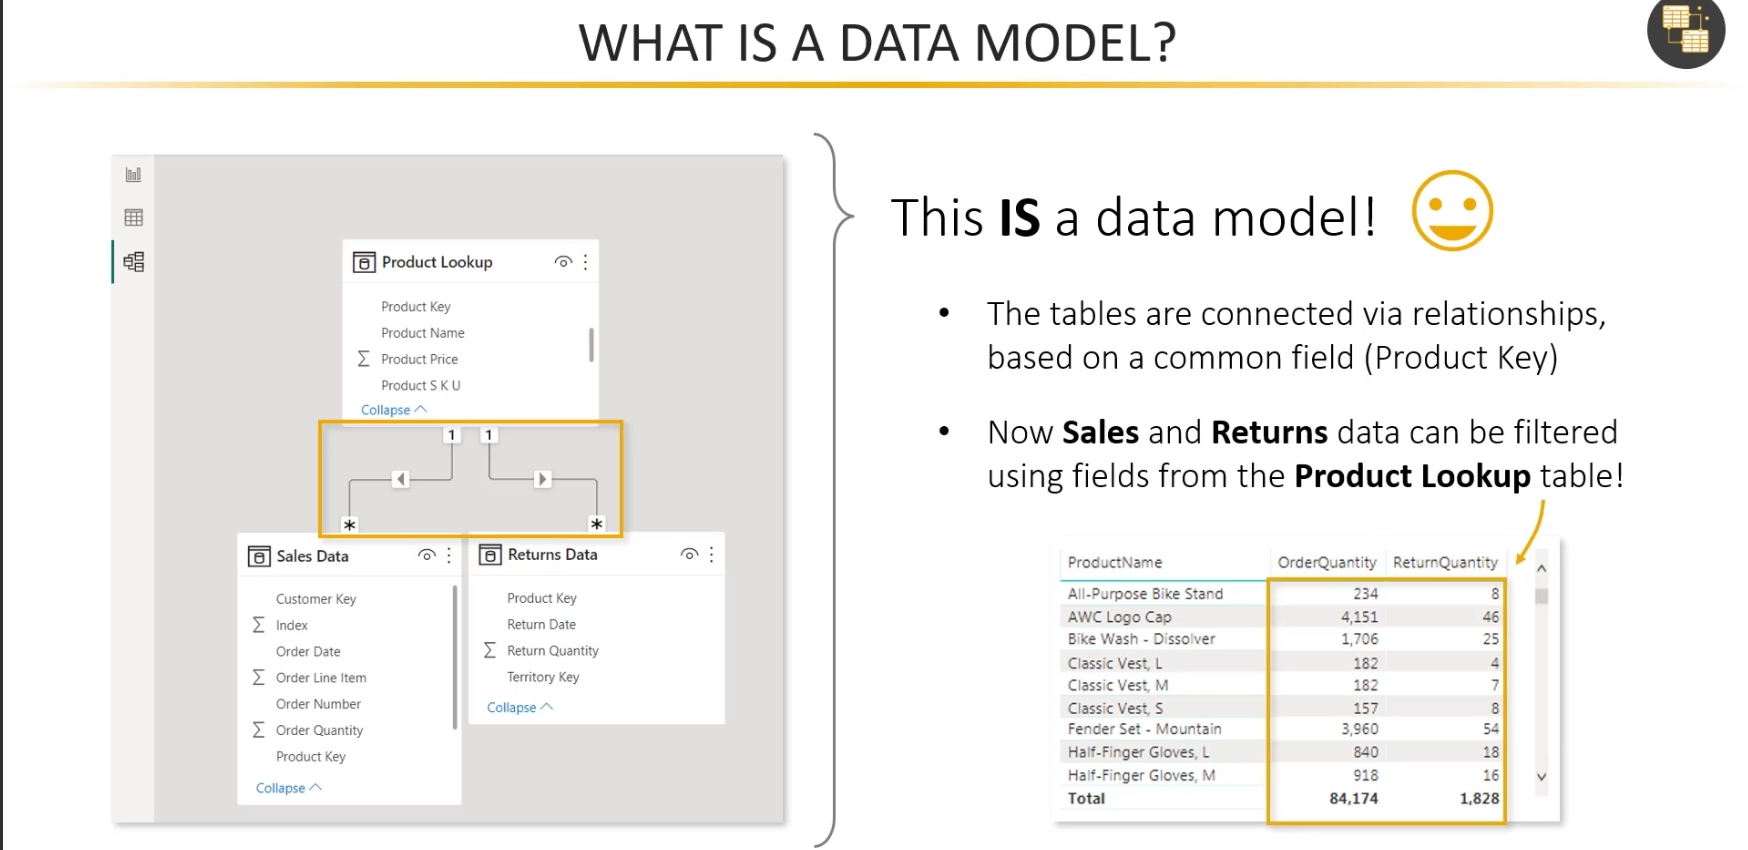 WHAT IS A DATA MODEL?
Product Lookup
Product Key
Product Name
Σ Product Price
Product S K U
Collapse
1 1
* *
Sales Data
Customer Key
Σ Index
Order Date
Σ Order Line Item
Order Number
Σ Order Quantity
Product Key
Collapse
Returns Data
Product Key
Return Date
Σ Return Quantity
Territory Key
Collapse
This IS a data model!
• The tables are connected via relationships,
based on a common field (Product Key)
• Now Sales and Returns data can be filtered
using fields from the Product Lookup table!
ProductName OrderQuantity ReturnQuantity
All-Purpose Bike Stand 234 8
AWC Logo Cap 4,151 46
Bike Wash - Dissolver 1,706 25
Classic Vest, L 182 4
Classic Vest, M 182 7
Classic Vest, S 157 8
Fender Set - Mountain 3,960 54
Half-Finger Gloves, L 840 18
Half-Finger Gloves, M 918 16
Total 84,174 1,828